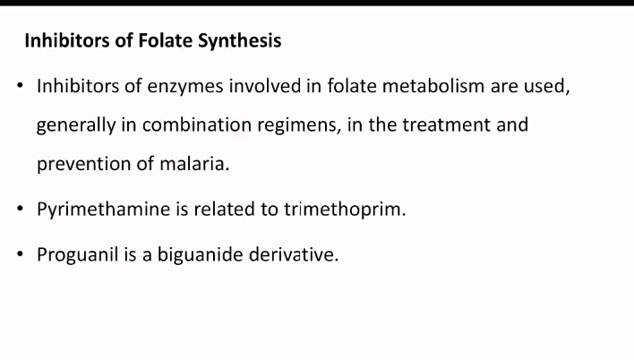 Inhibitors of Folate Synthesis
• Inhibitors of enzymes involved in folate metabolism are used,
generally in combination regimens, in the treatment and
prevention of malaria.
• Pyrimethamine is related to trimethoprim.
• Proguanil is a biguanide derivative.